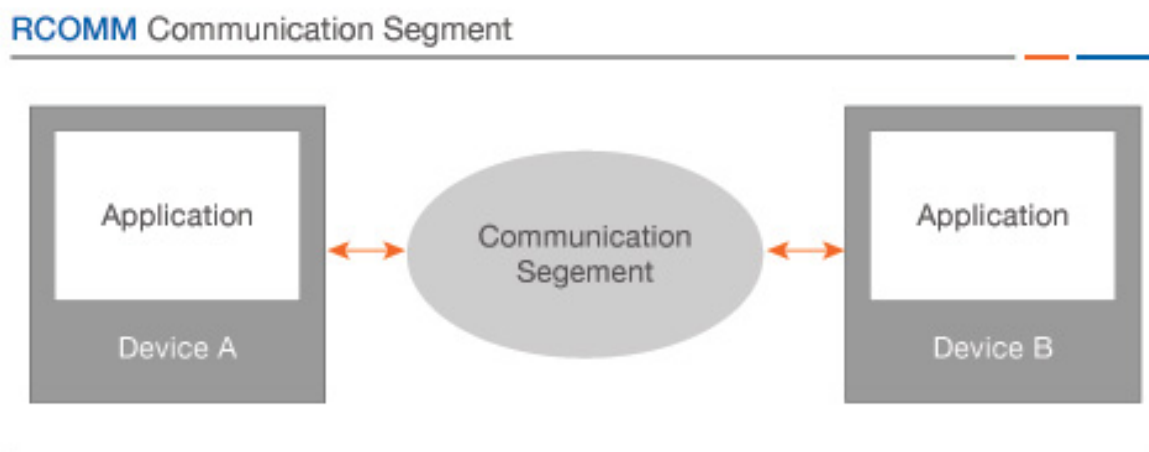 RCOMM Communication Segment
Application
Device A
Communication
Segement
Application
Device B